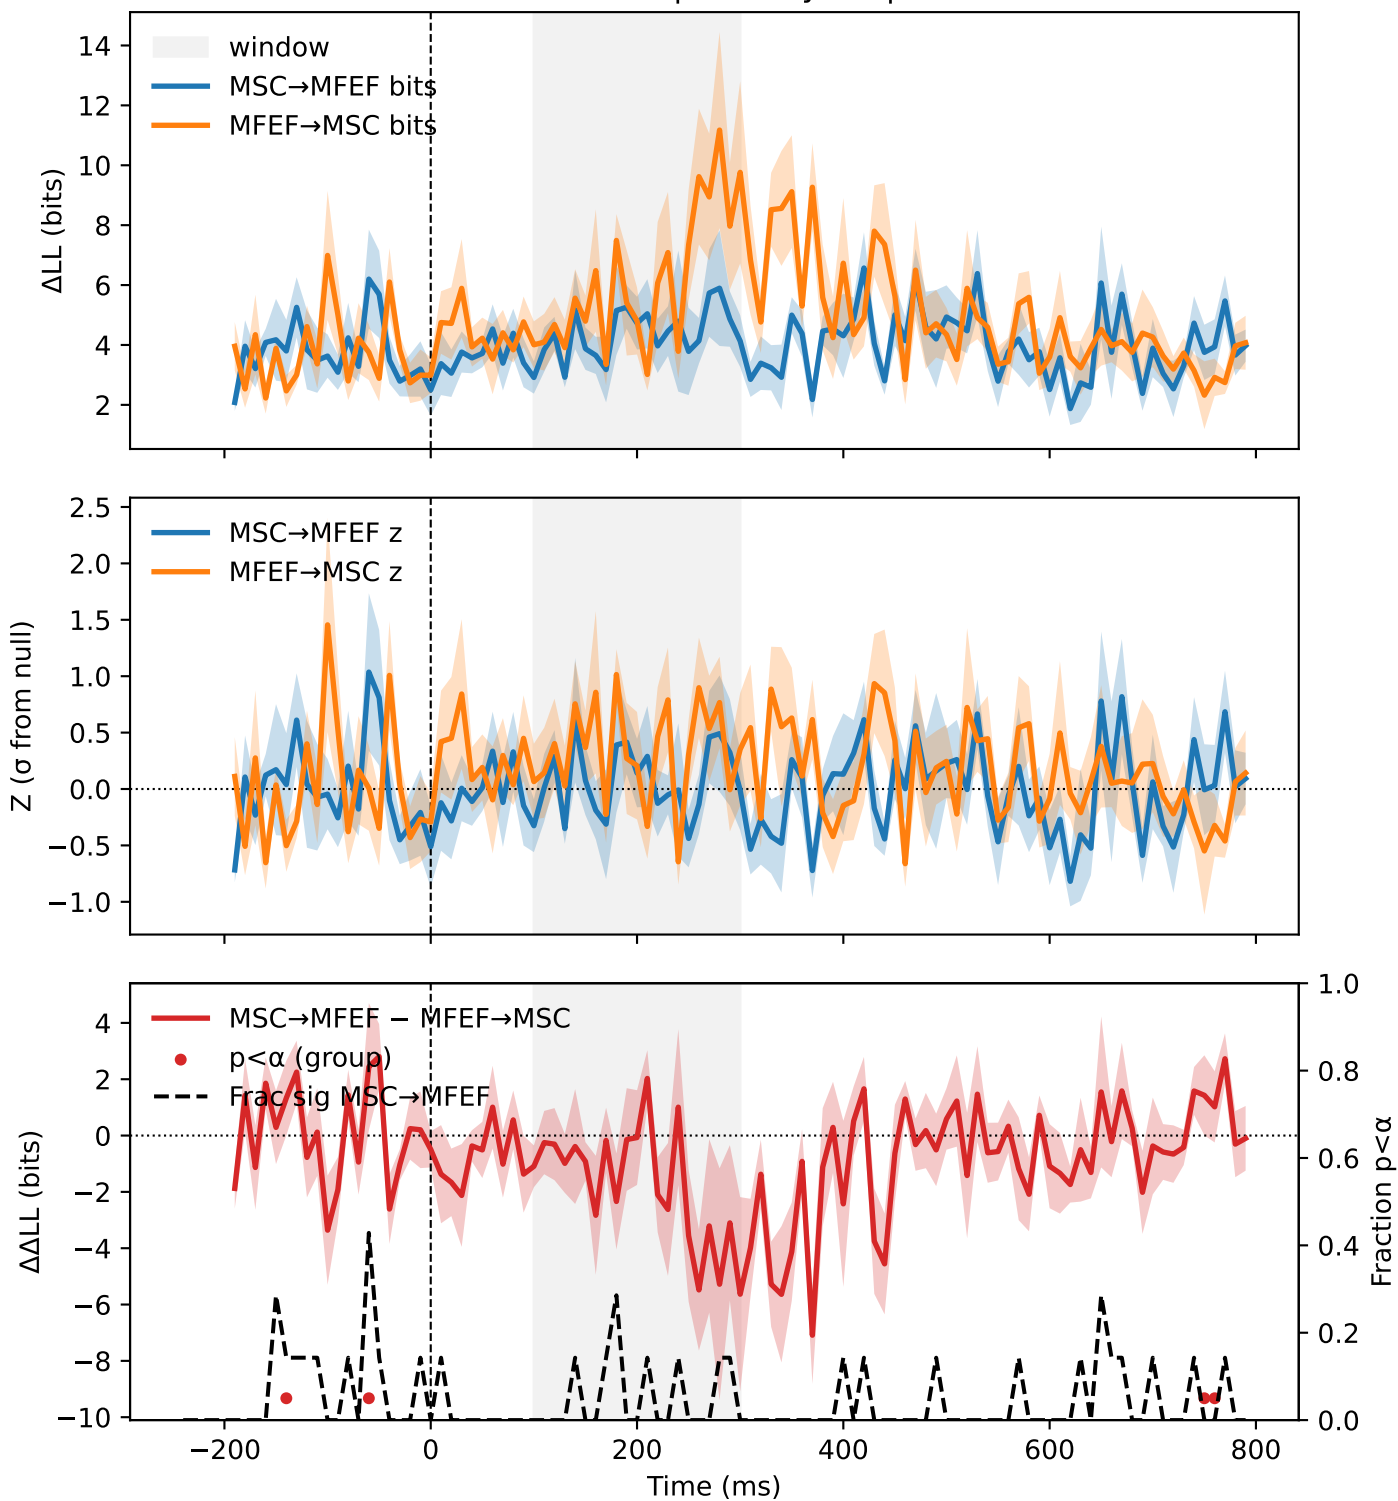 14
12
10
8
6
4
2
ΔLL (bits)
window
MSC→MFEF bits
MFEF→MSC bits
2.5
2.0
1.5
1.0
0.5
0.0
−0.5
−1.0
Z (σ from null)
MSC→MFEF z
MFEF→MSC z
4
2
0
−2
−4
−6
−8
−10
ΔΔLL (bits)
MSC→MFEF − MFEF→MSC
p<α (group)
Frac sig MSC→MFEF
1.0
0.8
0.6
0.4
0.2
0.0
Fraction p<α
−200
0
200
400
600
800
Time (ms)